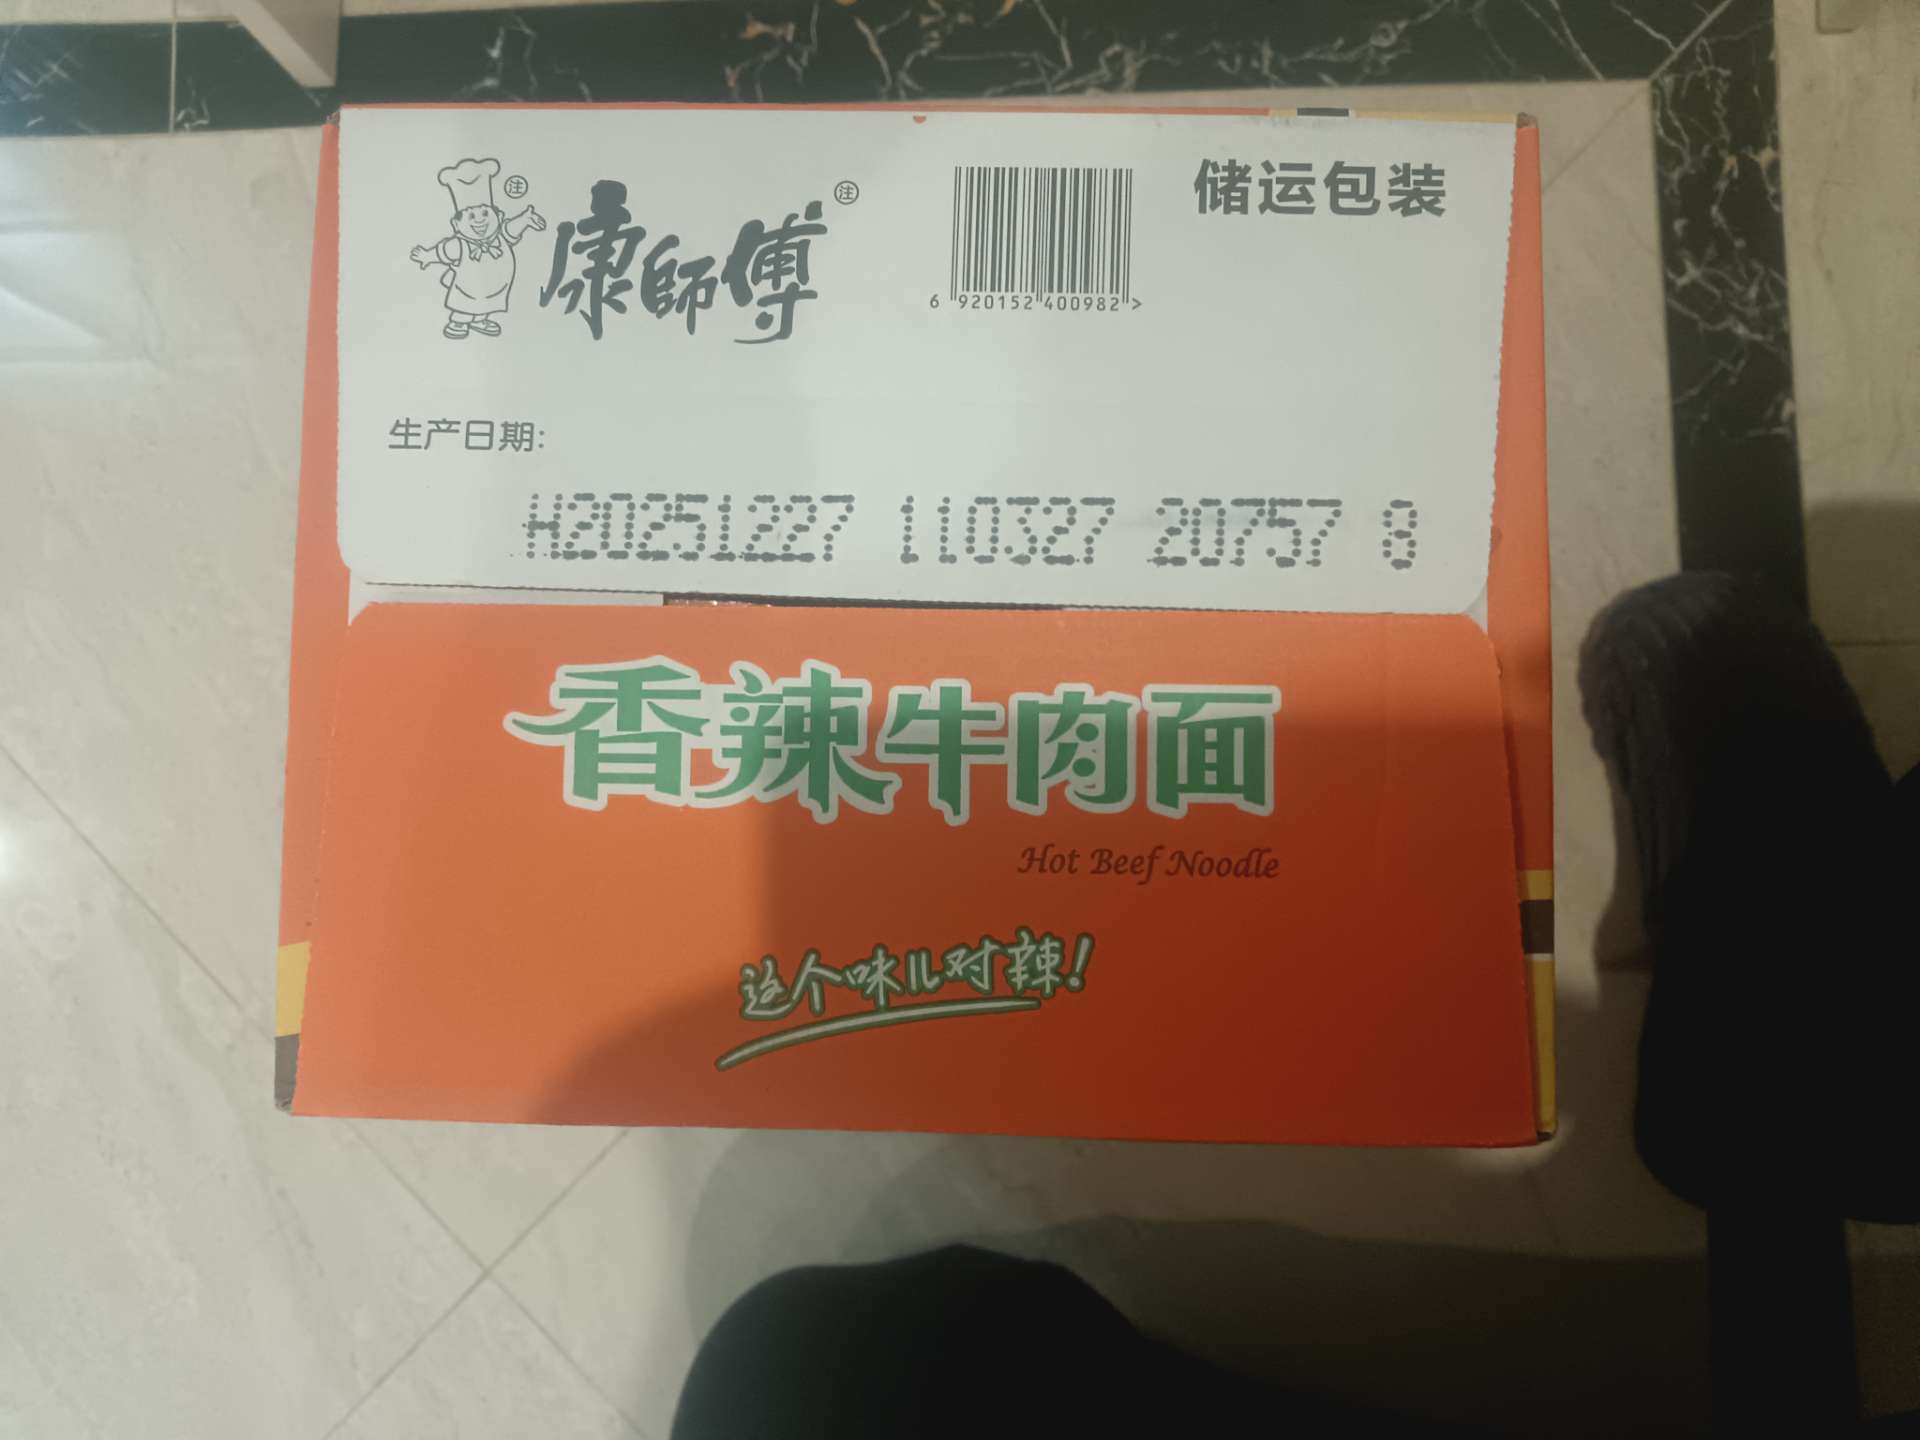 康師傅
注
注
6 920152 400982 >
储运包装
生产日期:
H20251227 110327 20757 8
香辣牛肉面
Hot Beef Noodle
这个味儿对辣!